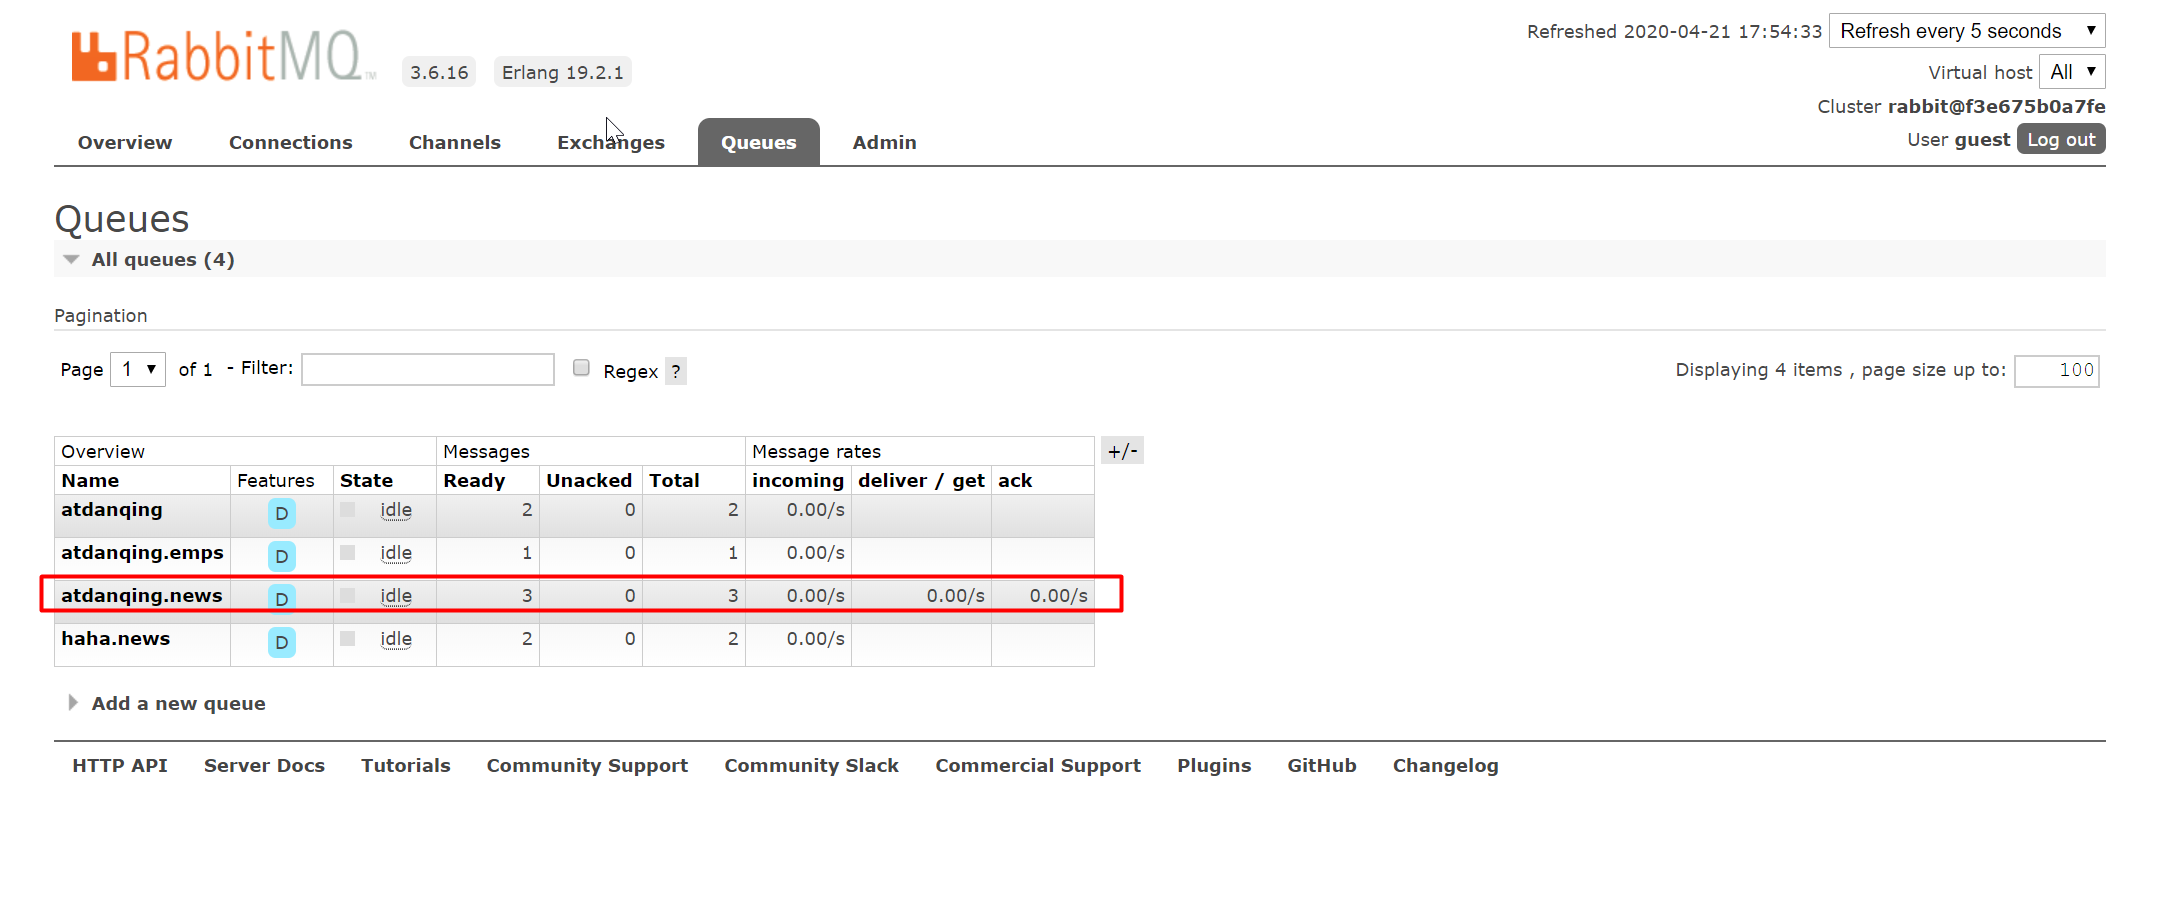 RabbitMQ TM 3.6.16 Erlang 19.2.1
Refreshed 2020-04-21 17:54:33 Refresh every 5 seconds
Virtual host All
Cluster rabbit@f3e675b0a7fe
User guest Log out
Overview Connections Channels Exchanges Queues Admin
Queues
All queues (4)
Pagination
Page 1 of 1 - Filter: Regex ? Displaying 4 items , page size up to: 100
Overview Messages Message rates +/-
Name Features State Ready Unacked Total incoming deliver / get ack
atdanqing D idle 2 0 2 0.00/s
atdanqing.emps D idle 1 0 1 0.00/s
atdanqing.news D idle 3 0 3 0.00/s 0.00/s 0.00/s
haha.news D idle 2 0 2 0.00/s
Add a new queue
HTTP API Server Docs Tutorials Community Support Community Slack Commercial Support Plugins GitHub Changelog